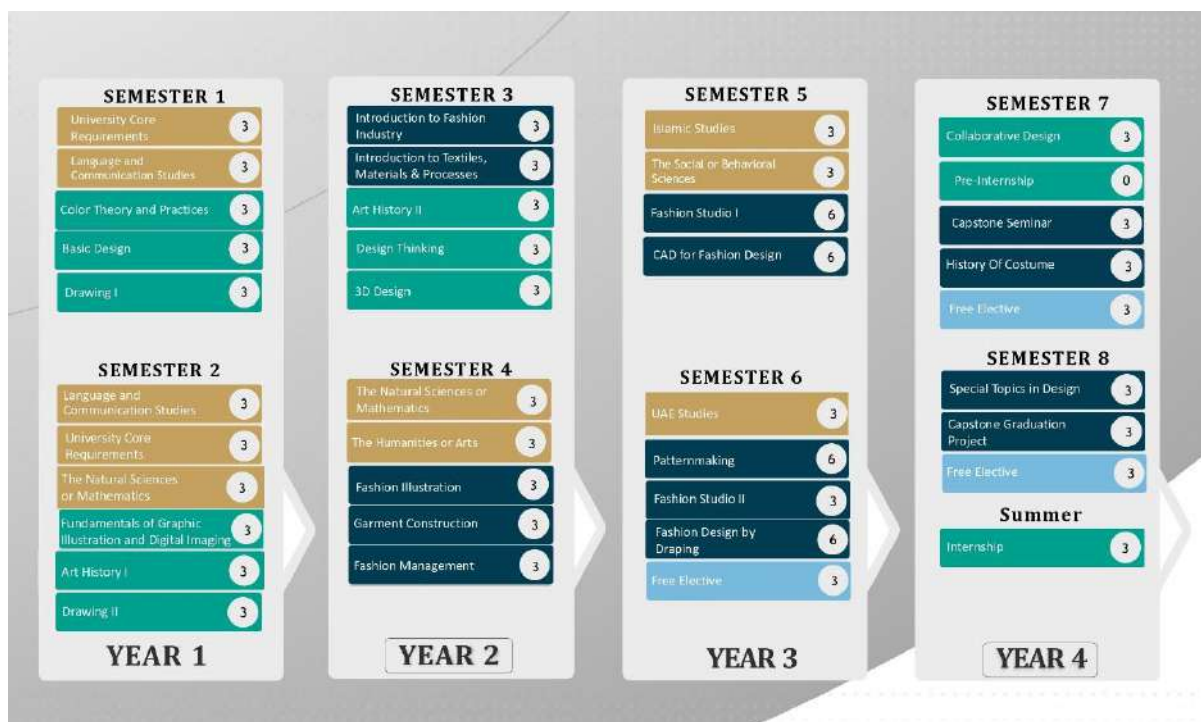 SEMESTER 1
University Core
Requirements
3
Language and
Communication Studies
3
Color Theory and Practices
3
Basic Design
3
Drawing I
3
SEMESTER 2
Language and
Communication Studies
3
University Core
Requirements
3
The Natural Sciences
or Mathematics
3
Fundamentals of Graphic
Illustration and Digital Imaging
3
Art History I
3
Drawing II
3
YEAR 1
SEMESTER 3
Introduction to Fashion
Industry
3
Introduction to Textiles,
Materials & Processes
3
Art History II
3
Design Thinking
3
3D Design
3
SEMESTER 4
The Natural Sciences or
Mathematics
3
The Humanities or Arts
3
Fashion Illustration
3
Garment Construction
3
Fashion Management
3
YEAR 2
SEMESTER 5
Islamic Studies
3
The Social or Behavioral
Sciences
3
Fashion Studio I
6
CAD for Fashion Design
6
SEMESTER 6
UAE Studies
3
Patternmaking
6
Fashion Studio II
3
Fashion Design by
Draping
6
Free Elective
3
YEAR 3
SEMESTER 7
Collaborative Design
3
Pre-Internship
0
Capstone Seminar
3
History Of Costume
3
Free Elective
3
SEMESTER 8
Special Topics in Design
3
Capstone Graduation
Project
3
Free Elective
3
Summer
Internship
3
YEAR 4